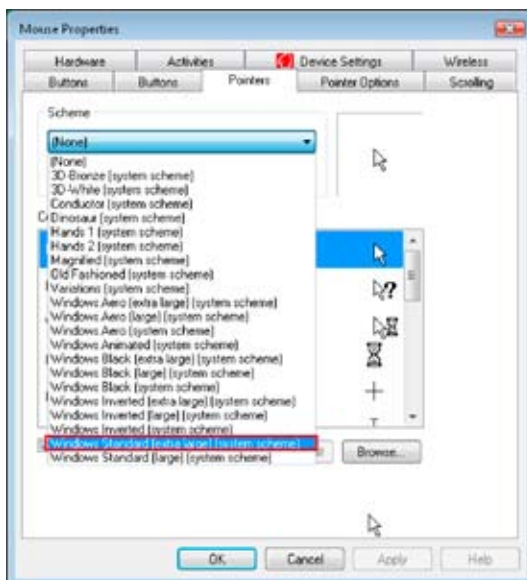 Mouse Properties
Hardware Activities Device Settings Wireless
Buttons Buttons Pointers Pointer Options Scrolling
Scheme
(None)
(None)
3D-Bronze (system scheme)
3D-White (system scheme)
Conductor (system scheme)
Dinosaur (system scheme)
Hands 1 (system scheme)
Hands 2 (system scheme)
Magnified (system scheme)
Old Fashioned (system scheme)
Variations (system scheme)
Windows Aero (extra large) (system scheme)
Windows Aero (large) (system scheme)
Windows Aero (system scheme)
Windows Animated (system scheme)
Windows Black (extra large) (system scheme)
Windows Black (large) (system scheme)
Windows Black (system scheme)
Windows Inverted (extra large) (system scheme)
Windows Inverted (large) (system scheme)
Windows Inverted (system scheme)
Windows Standard (extra large) (system scheme)
Windows Standard (large) (system scheme)
Browse...
OK Cancel Apply Help